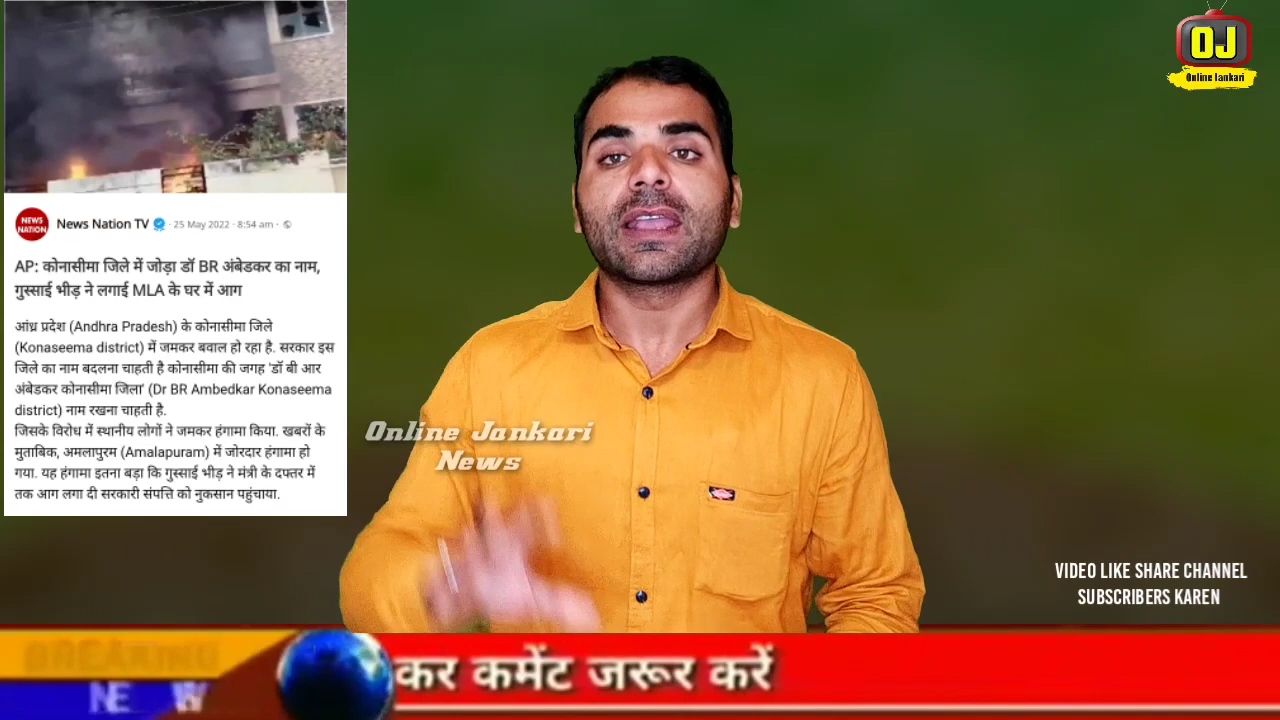 OJ
Online Jankari
NEWS
NATION
News Nation TV · 25 May 2022 · 8:54 am ·
AP: कोनासीमा जिले में जोड़ा डॉ BR अंबेडकर का नाम,
गुस्साई भीड़ ने लगाई MLA के घर में आग
आंध्र प्रदेश (Andhra Pradesh) के कोनासीमा जिले
(Konaseema district) में जमकर बवाल हो रहा है. सरकार इस
जिले का नाम बदलना चाहती है कोनासीमा की जगह 'डॉ बी आर
अंबेडकर कोनासीमा जिला' (Dr BR Ambedkar Konaseema
district) नाम रखना चाहती है.
जिसके विरोध में स्थानीय लोगों ने जमकर हंगामा किया. खबरों के
मुताबिक, अमलापुरम (Amalapuram) में जोरदार हंगामा हो
गया. यह हंगामा इतना बड़ा कि गुस्साई भीड़ ने मंत्री के दफ्तर में
तक आग लगा दी सरकारी संपत्ति को नुकसान पहुंचाया.
Online Jankari
News
VIDEO LIKE SHARE CHANNEL
SUBSCRIBERS KAREN
BREAKING
NEW
कर कमेंट जरूर करें